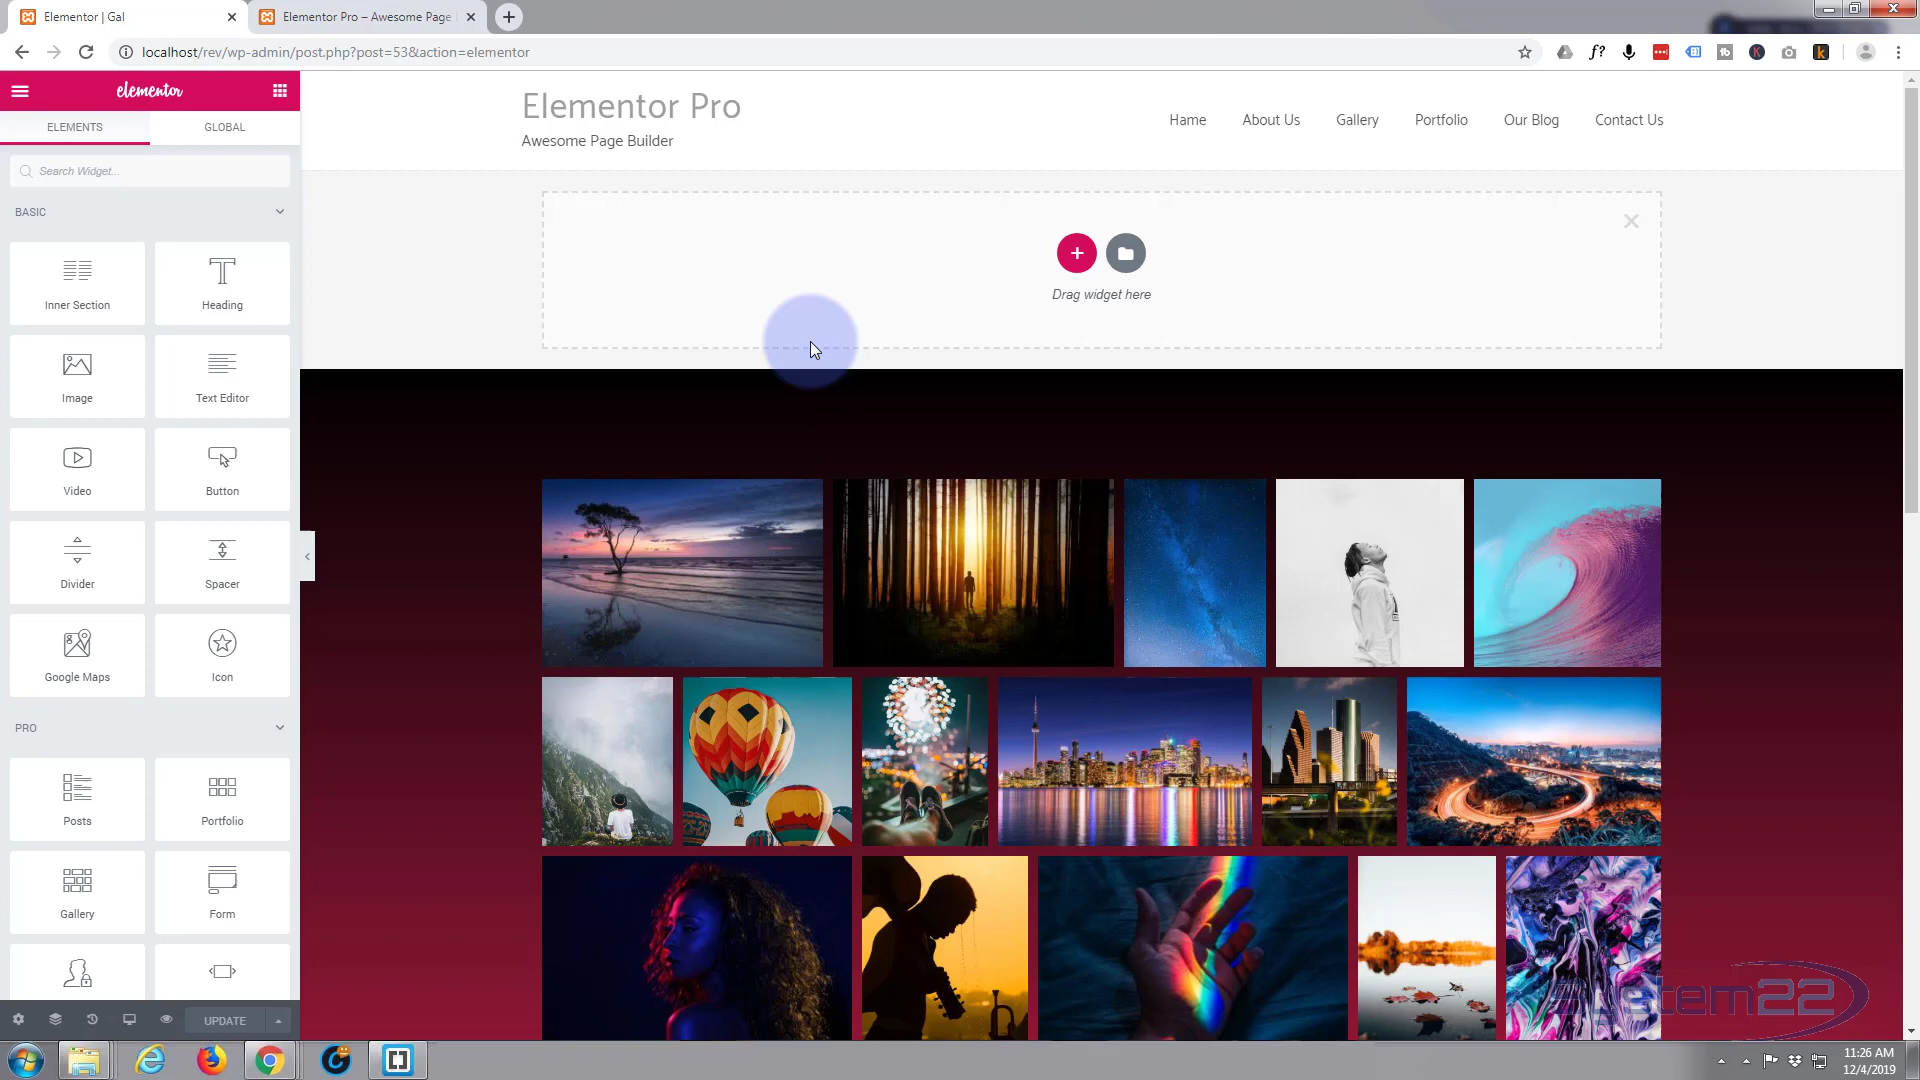 Elementor | Gal
Elementor Pro – Awesome Page
localhost/rev/wp-admin/post.php?post=53&action=elementor
elementor
ELEMENTS
GLOBAL
Search Widget...
BASIC
Inner Section
Heading
Image
Text Editor
Video
Button
Divider
Spacer
Google Maps
Icon
PRO
Posts
Portfolio
Gallery
Form
UPDATE
Elementor Pro
Awesome Page Builder
Home
About Us
Gallery
Portfolio
Our Blog
Contact Us
Drag widget here
System22
11:26 AM
12/4/2019